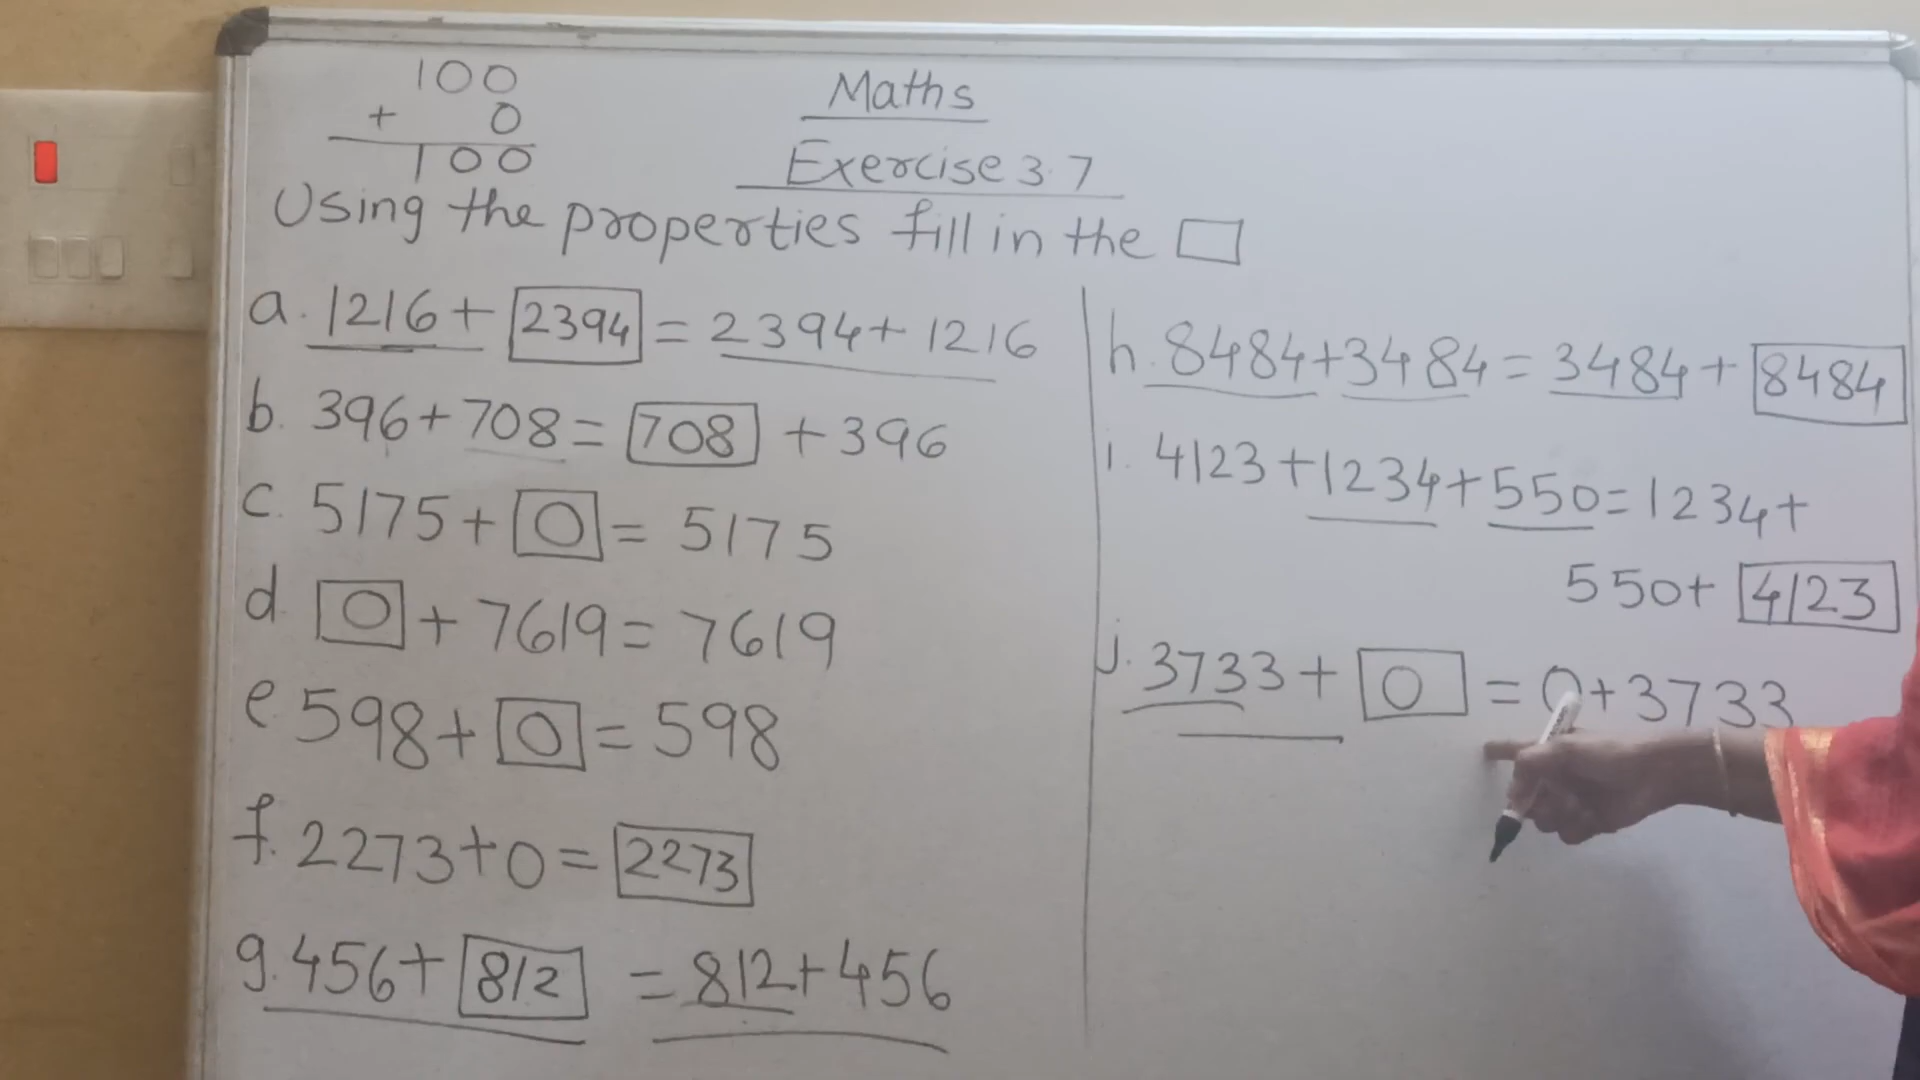 100
+ 0
100
Maths
Exercise 3.7
Using the properties fill in the □
a. 1216 + 2394 = 2394 + 1216
b. 396 + 708 = 708 + 396
c. 5175 + 0 = 5175
d 0 + 7619 = 7619
e 598 + 0 = 598
f. 2273 + 0 = 2273
g. 456 + 812 = 812 + 456
h. 8484 + 3484 = 3484 + 8484
i. 4123 + 1234 + 550 = 1234 +
550 + 4123
j. 3733 + 0 = 0 + 3733